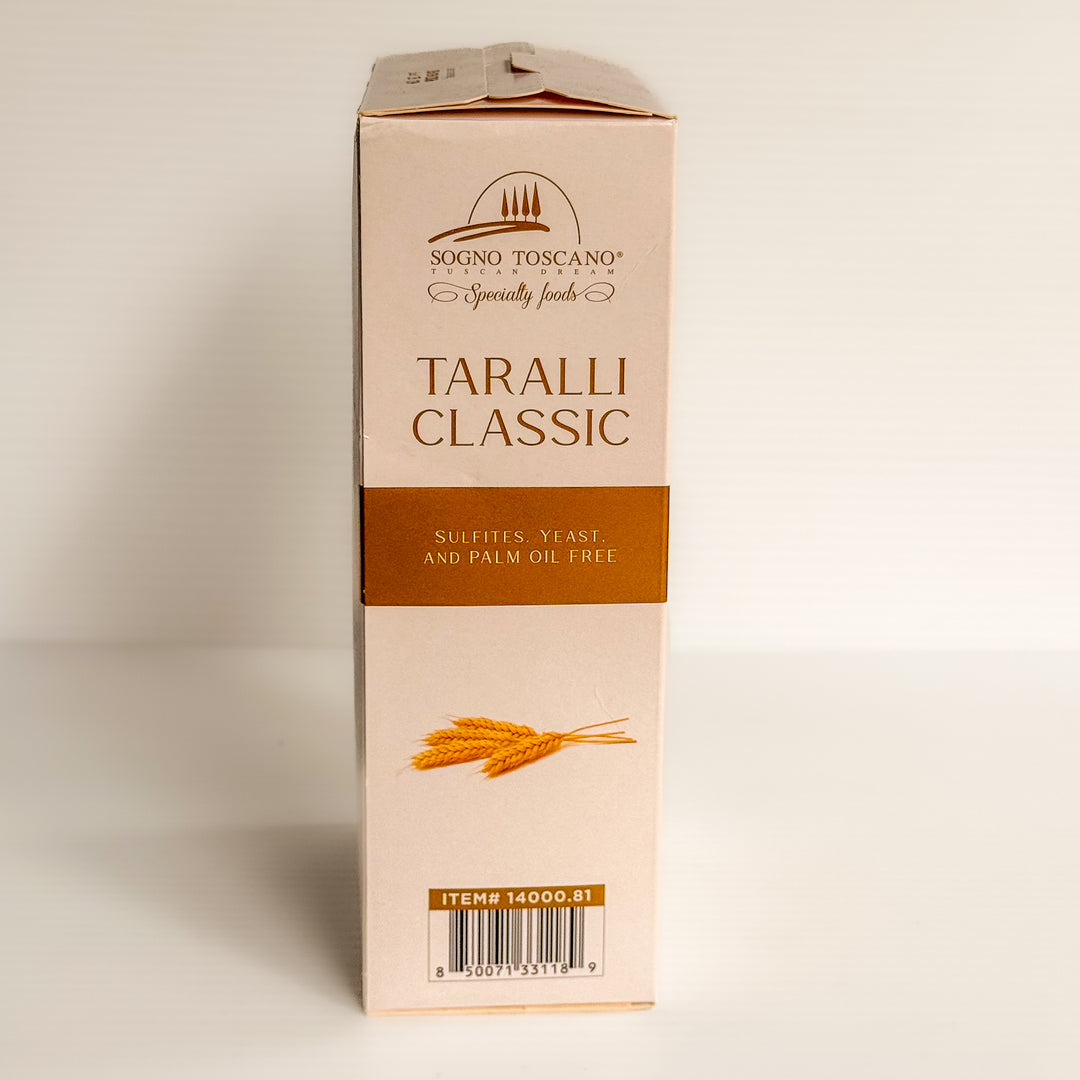 SOGNO TOSCANO®
TUSCAN DREAM
Specialty foods
TARALLI
CLASSIC
SULFITES, YEAST,
AND PALM OIL FREE
ITEM# 14000.81
8 50071 33118 9